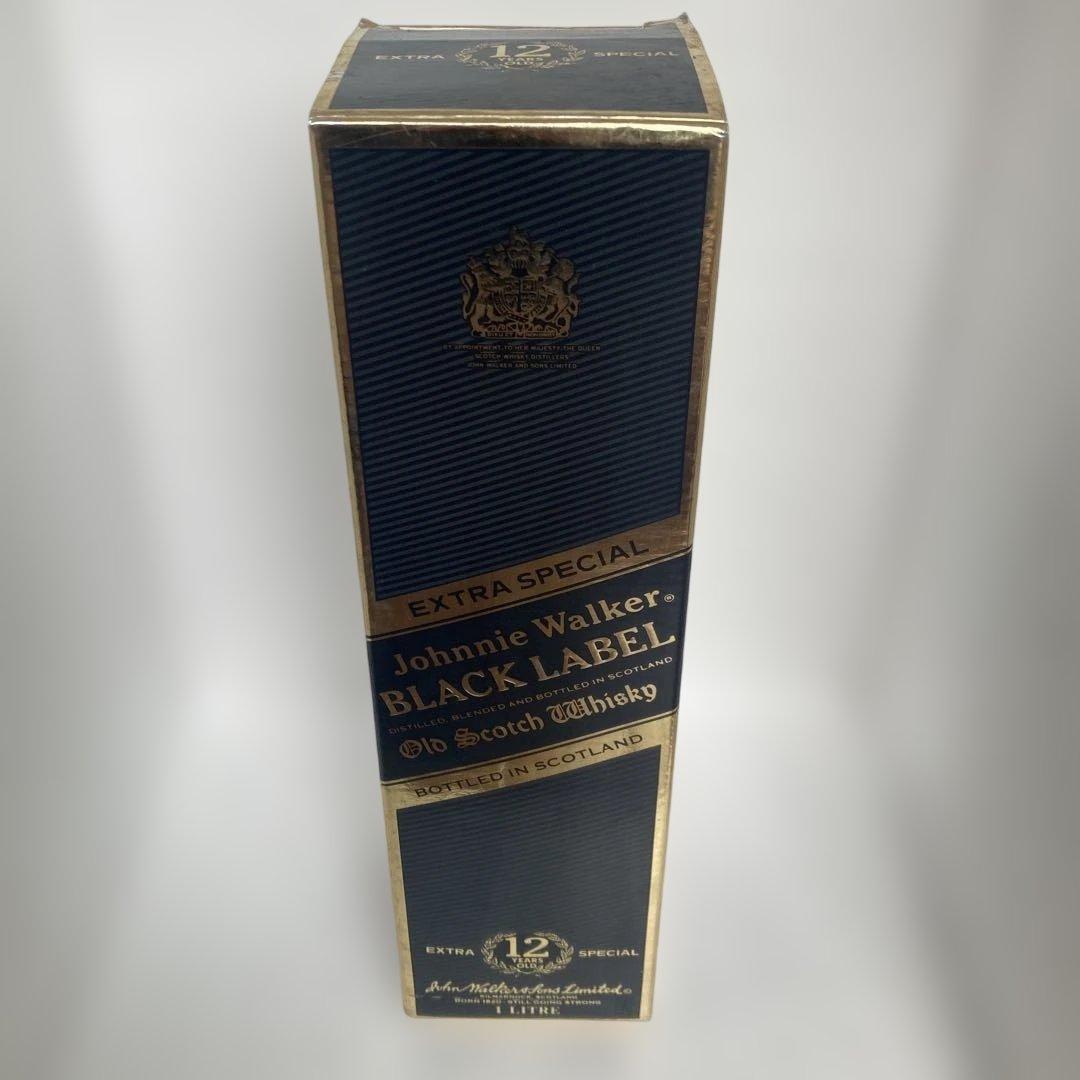 EXTRA 12 YEARS OLD SPECIAL
BY APPOINTMENT TO HER MAJESTY THE QUEEN
SCOTCH WHISKY DISTILLERS
JOHN WALKER AND SONS LIMITED
EXTRA SPECIAL
Johnnie Walker®
BLACK LABEL
DISTILLED, BLENDED AND BOTTLED IN SCOTLAND
Old Scotch Whisky
BOTTLED IN SCOTLAND
EXTRA 12 YEARS OLD SPECIAL
John Walker & Sons Limited
KILMARNOCK, SCOTLAND
BORN 1820 - STILL GOING STRONG
1 LITRE